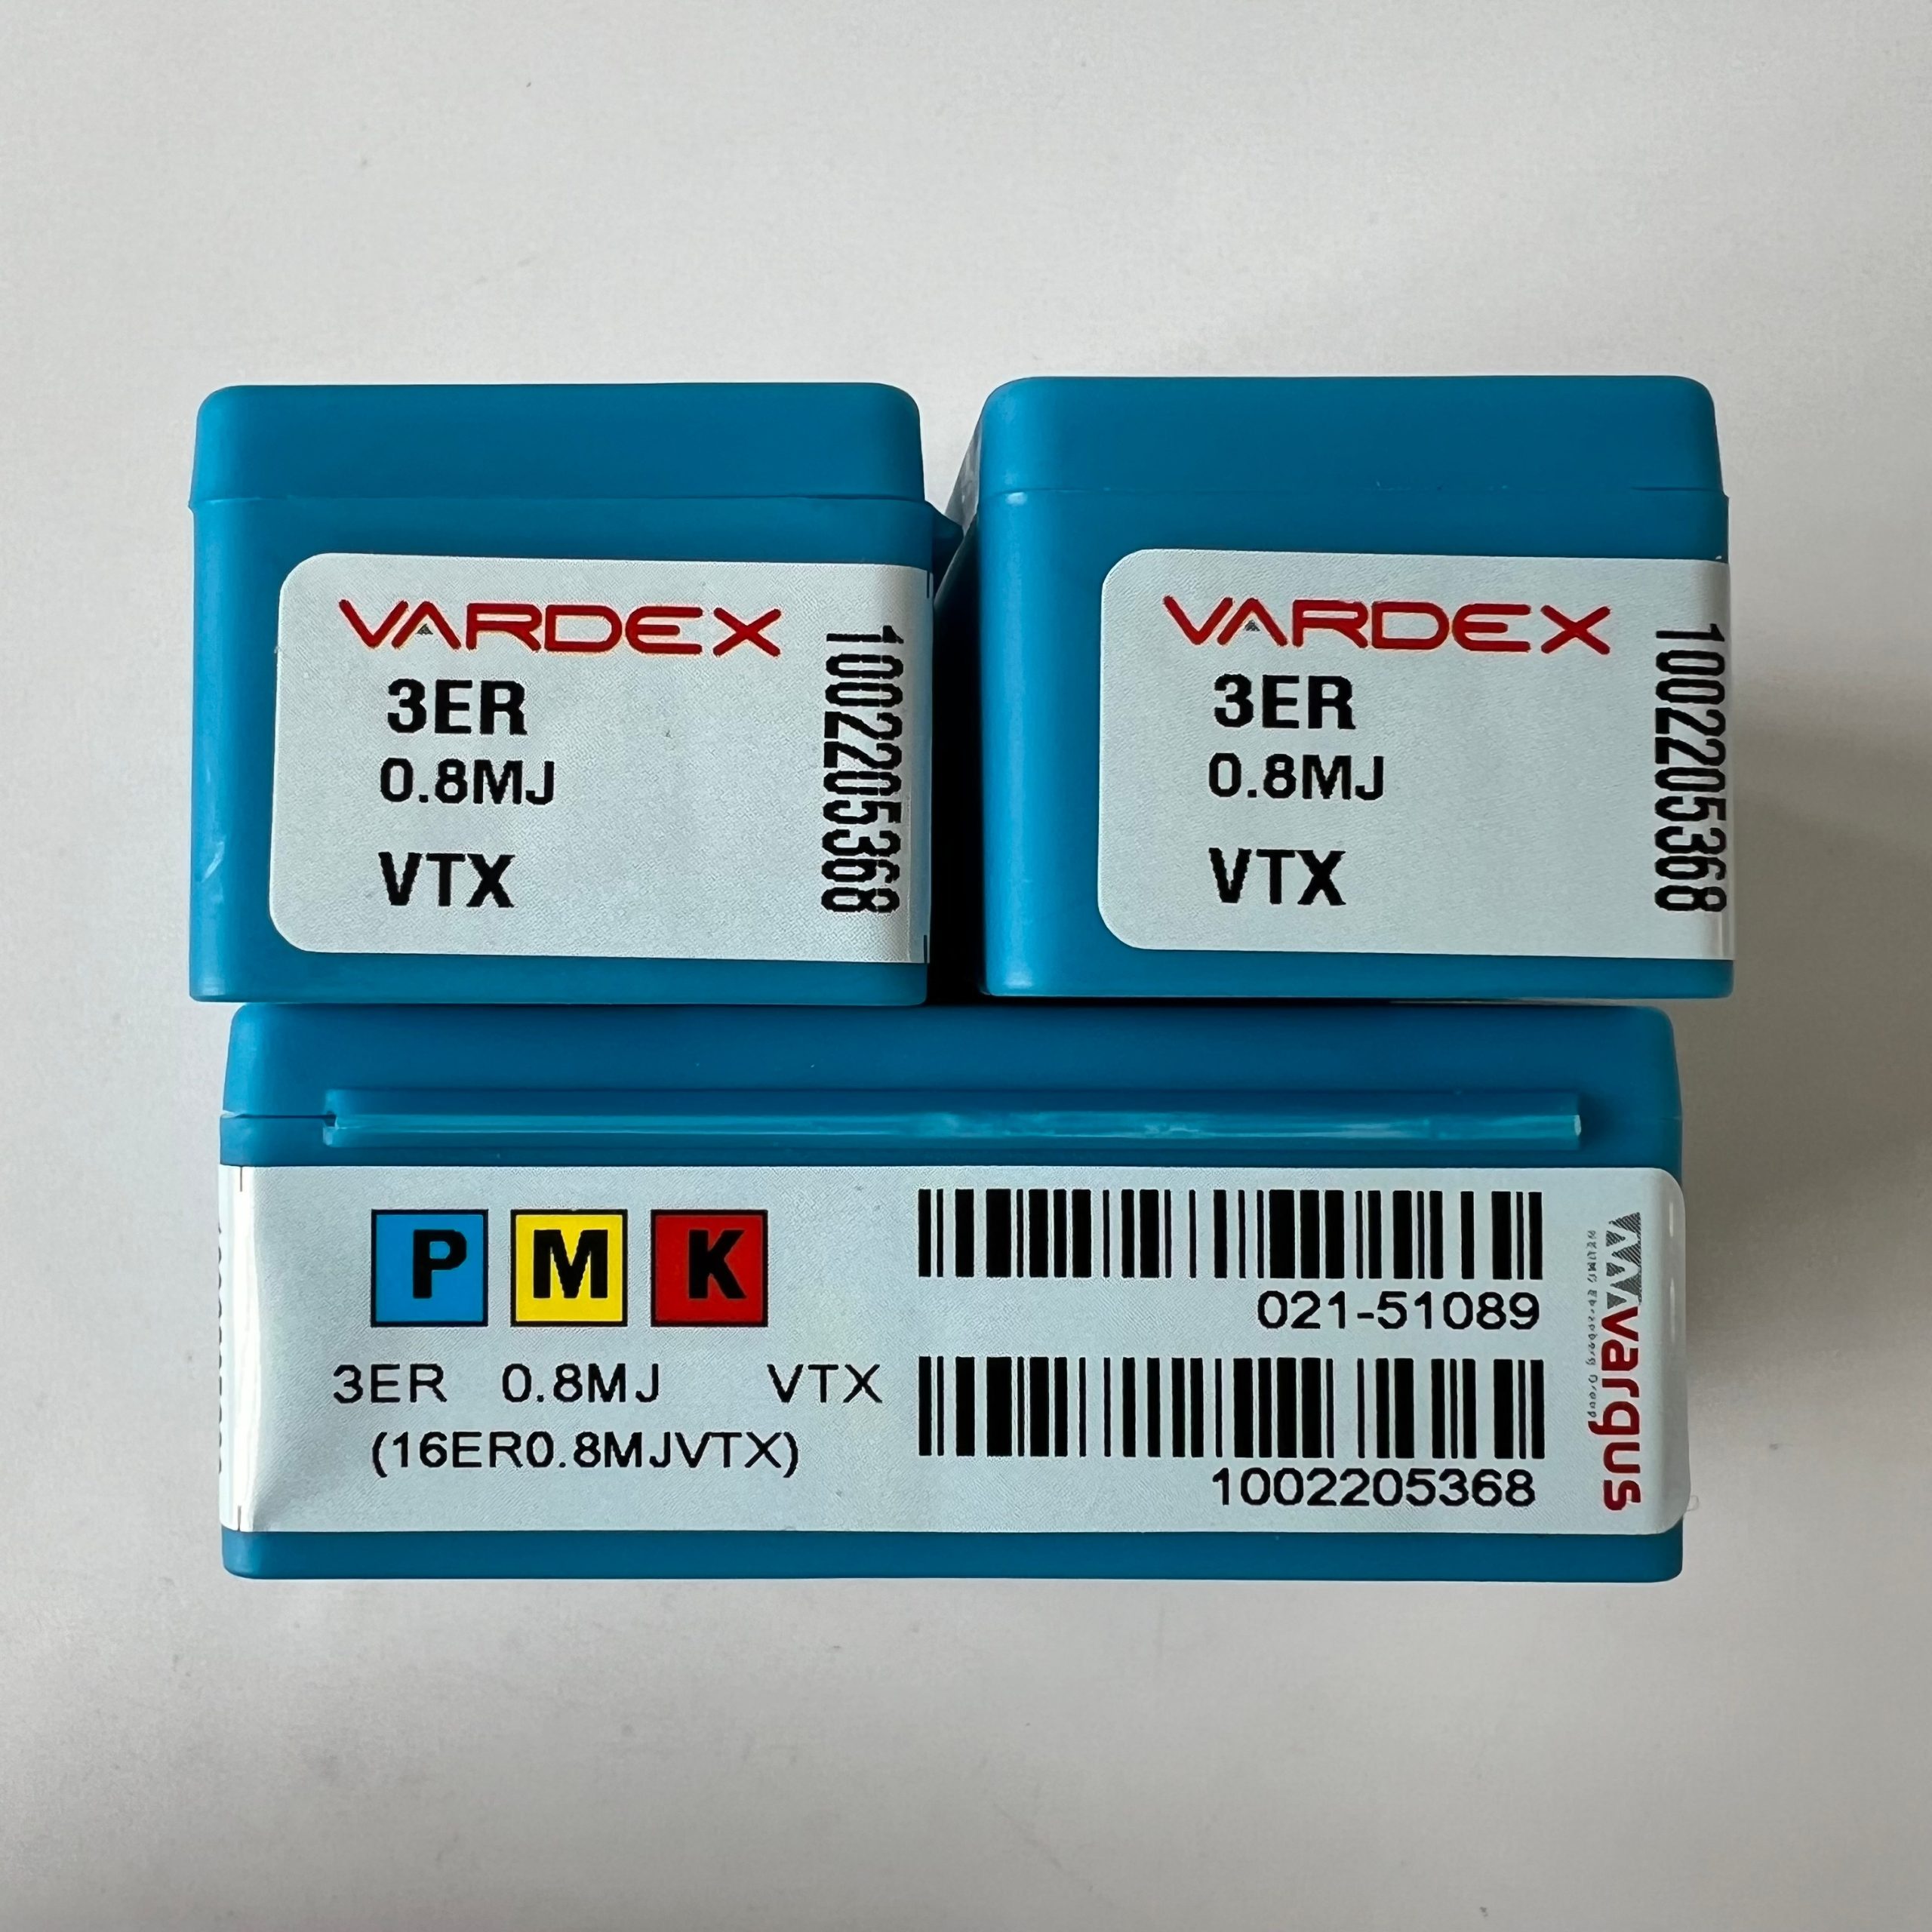 VARDEX
3ER
0.8MJ
VTX
1002205368
VARDEX
3ER
0.8MJ
VTX
1002205368
P M K
3ER 0.8MJ VTX
(16ER0.8MJVTX)
021-51089
1002205368
vargus